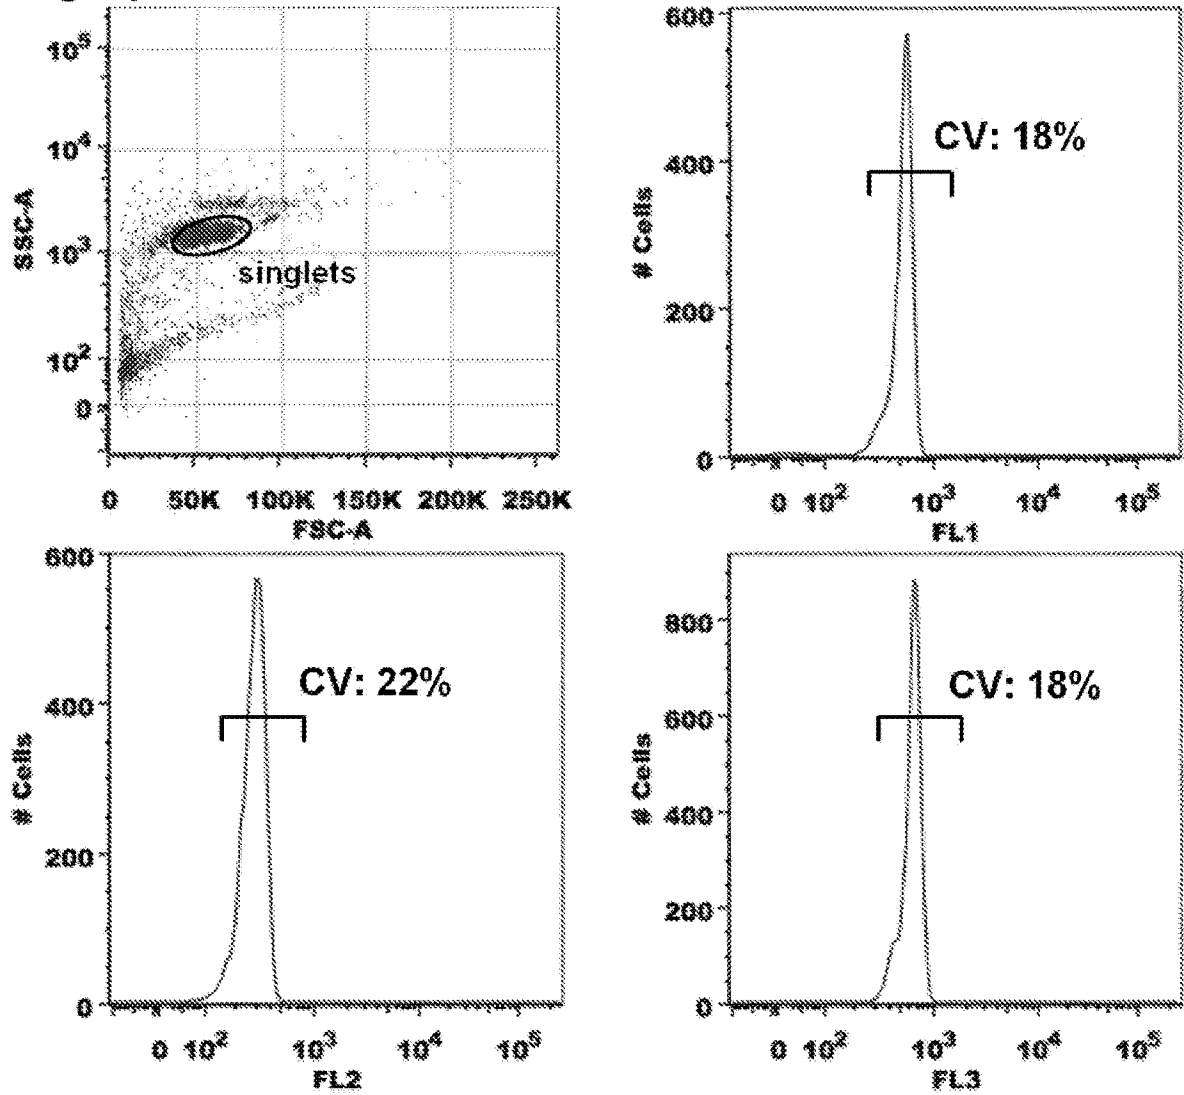 10⁵
10⁴
10³
10²
0
SSC-A
singlets
0 50K 100K 150K 200K 250K
FSC-A
600
400
200
0
# Cells
CV: 18%
0 10² 10³ 10⁴ 10⁵
FL1
600
400
200
0
# Cells
CV: 22%
0 10² 10³ 10⁴ 10⁵
FL2
800
600
400
200
0
# Cells
CV: 18%
0 10² 10³ 10⁴ 10⁵
FL3